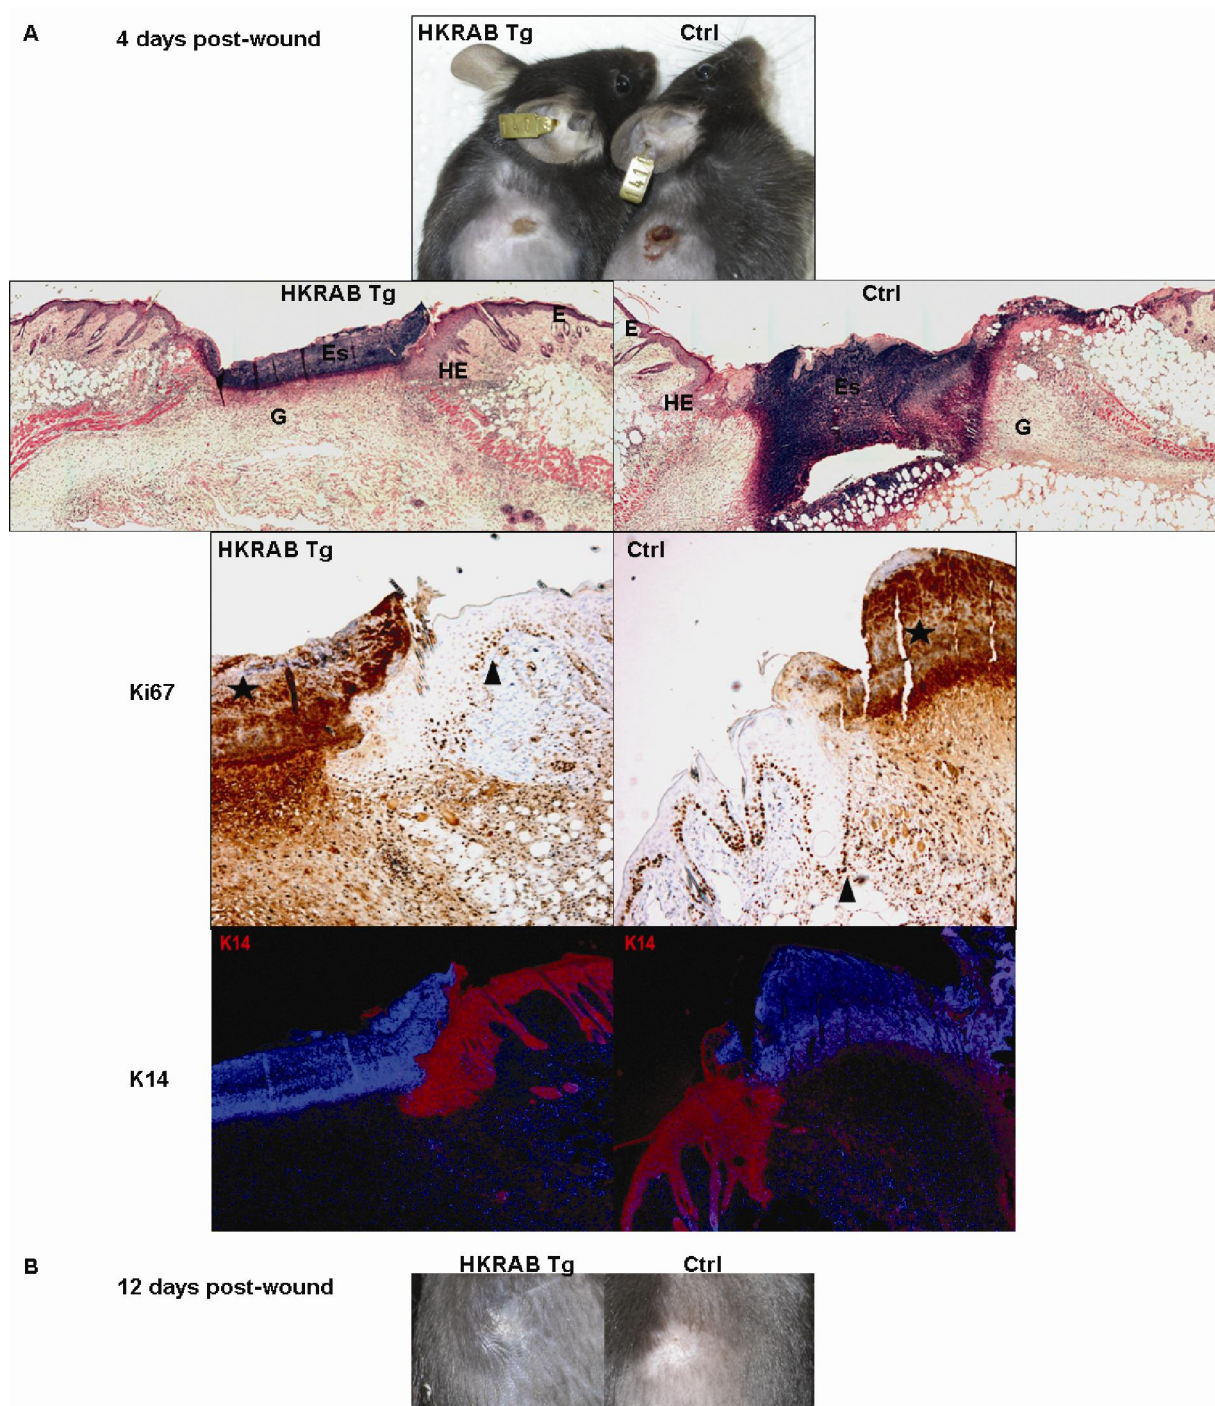 A
4 days post-wound
HKRAB Tg
Ctrl
141
HKRAB Tg
Ctrl
E
Es
HE
G
E
Es
HE
G
HKRAB Tg
Ctrl
Ki67
K14
K14
K14
B
12 days post-wound
HKRAB Tg
Ctrl